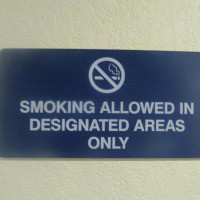 SMOKING ALLOWED IN
DESIGNATED AREAS
ONLY